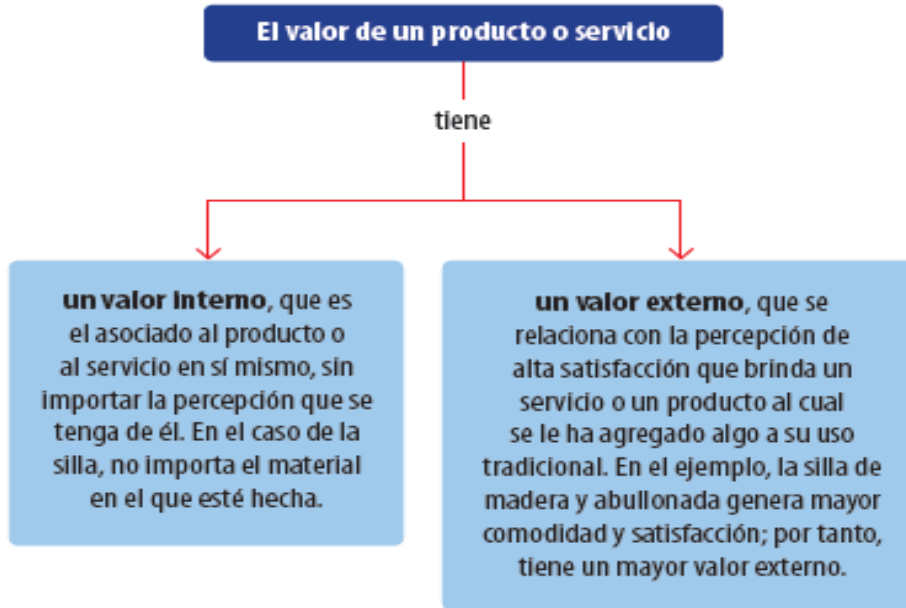 El valor de un producto o servicio
tiene
un valor interno, que es
el asociado al producto o
al servicio en sí mismo, sin
importar la percepción que se
tenga de él. En el caso de la
silla, no importa el material
en el que esté hecha.
un valor externo, que se
relaciona con la percepción de
alta satisfacción que brinda un
servicio o un producto al cual
se le ha agregado algo a su uso
tradicional. En el ejemplo, la silla de
madera y abullonada genera mayor
comodidad y satisfacción; por tanto,
tiene un mayor valor externo.